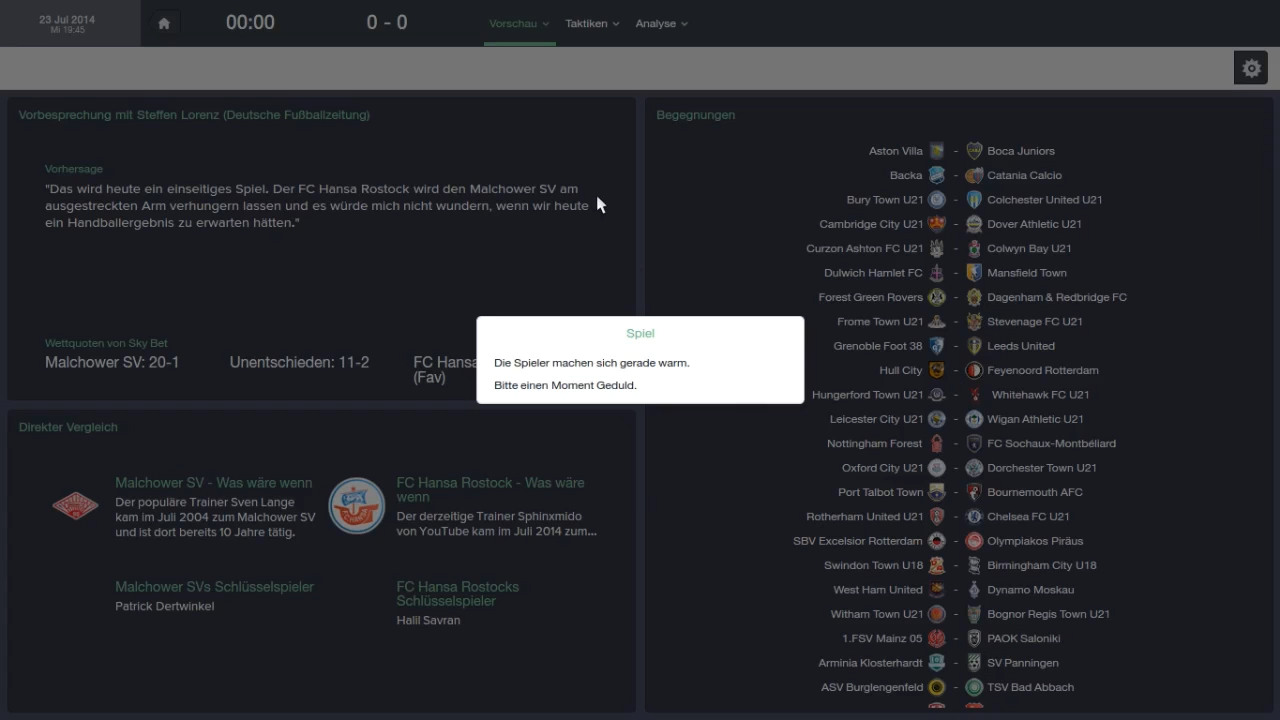 23 Jul 2014
Mi 19:45
00:00
0 - 0
Vorschau
Taktiken
Analyse
Vorbesprechung mit Steffen Lorenz (Deutsche Fußballzeitung)
Vorhersage
"Das wird heute ein einseitiges Spiel. Der FC Hansa Rostock wird den Malchower SV am
ausgestreckten Arm verhungern lassen und es würde mich nicht wundern, wenn wir heute
ein Handballergebnis zu erwarten hätten."
Wettquoten von Sky Bet
Malchower SV: 20-1
Unentschieden: 11-2
FC Hansa
(Fav)
Spiel
Die Spieler machen sich gerade warm.
Bitte einen Moment Geduld.
Direkter Vergleich
Malchower SV - Was wäre wenn
Der populäre Trainer Sven Lange
kam im Juli 2004 zum Malchower SV
und ist dort bereits 10 Jahre tätig.
FC Hansa Rostock - Was wäre
wenn
Der derzeitige Trainer Sphinxmido
von YouTube kam im Juli 2014 zum...
Malchower SVs Schlüsselspieler
Patrick Dertwinkel
FC Hansa Rostocks
Schlüsselspieler
Halil Savran
Begegnungen
Aston Villa - Boca Juniors
Backa - Catania Calcio
Bury Town U21 - Colchester United U21
Cambridge City U21 - Dover Athletic U21
Curzon Ashton FC U21 - Colwyn Bay U21
Dulwich Hamlet FC - Mansfield Town
Forest Green Rovers - Dagenham & Redbridge FC
Frome Town U21 - Stevenage FC U21
Grenoble Foot 38 - Leeds United
Hull City - Feyenoord Rotterdam
Hungerford Town U21 - Whitehawk FC U21
Leicester City U21 - Wigan Athletic U21
Nottingham Forest - FC Sochaux-Montbéliard
Oxford City U21 - Dorchester Town U21
Port Talbot Town - Bournemouth AFC
Rotherham United U21 - Chelsea FC U21
SBV Excelsior Rotterdam - Olympiakos Piräus
Swindon Town U18 - Birmingham City U18
West Ham United - Dynamo Moskau
Witham Town U21 - Bognor Regis Town U21
1.FSV Mainz 05 - PAOK Saloniki
Arminia Klosterhardt - SV Panningen
ASV Burglengenfeld - TSV Bad Abbach